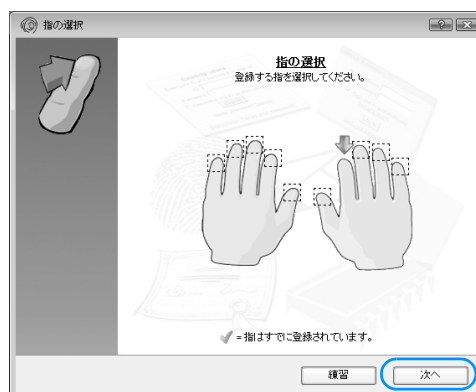 指の選択
指の選択
登録する指を選択してください。
=指はすでに登録されています。
練習
次へ